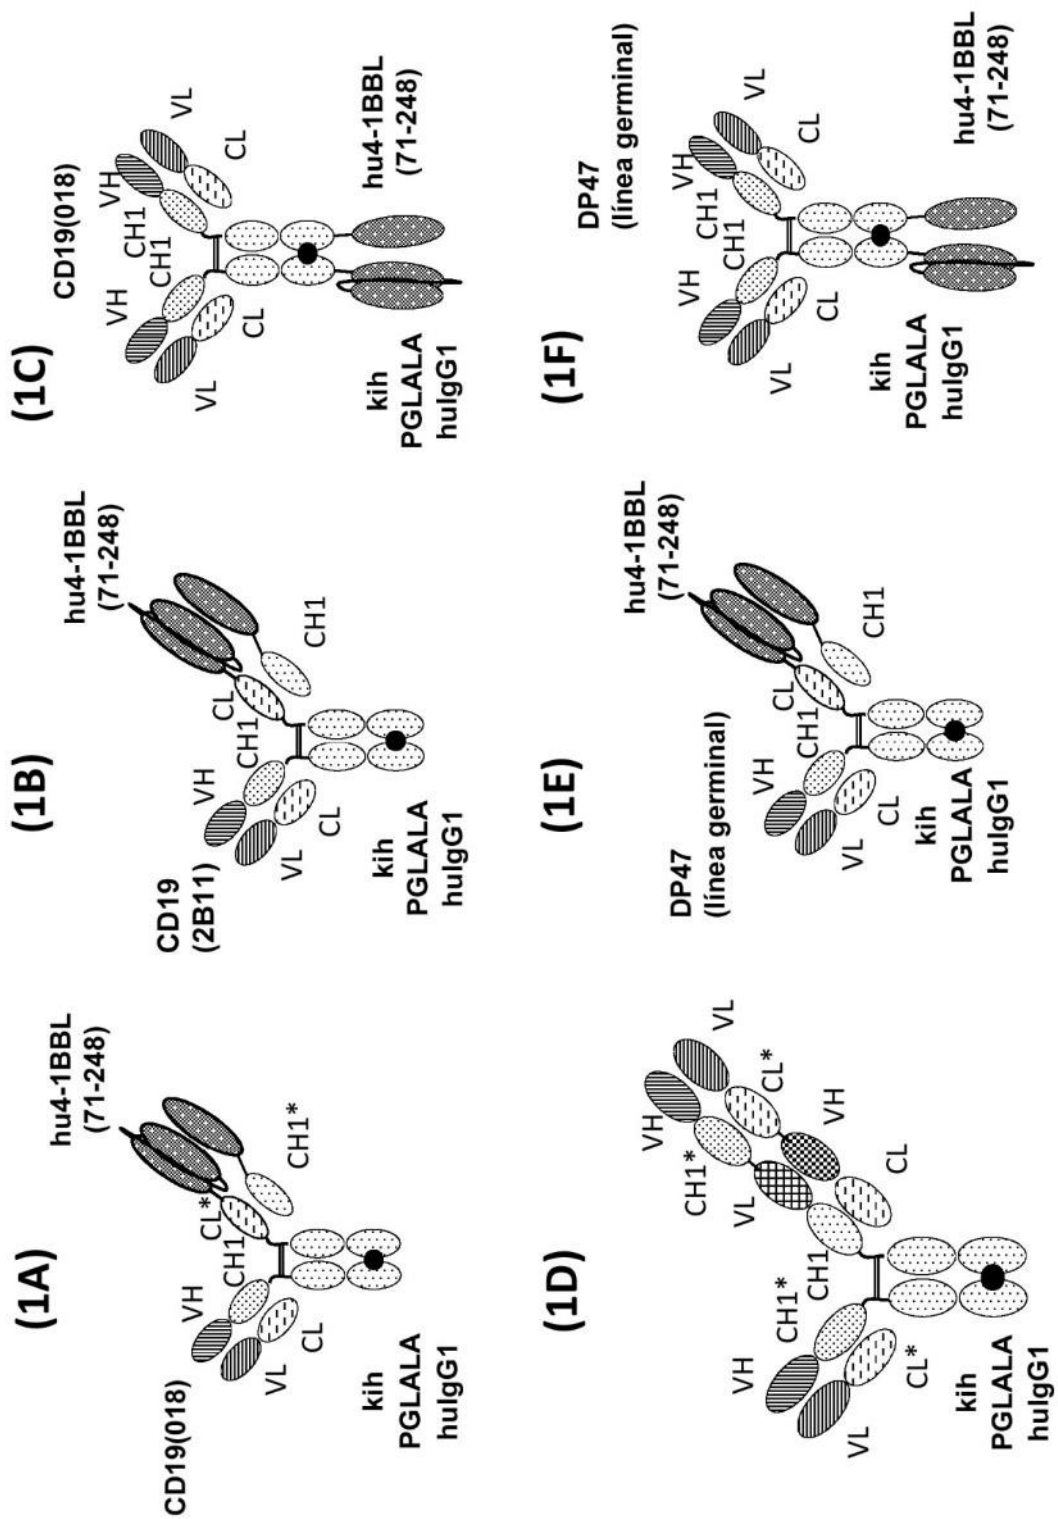 (1A)
CD19(018)
hu4-1BBL
(71-248)
VH
VL
CH1
CL
CL*
CH1*
kih
PGLALA
huIgG1
(1B)
CD19
(2B11)
hu4-1BBL
(71-248)
VH
VL
CH1
CL
CL
CH1
kih
PGLALA
huIgG1
(1C)
CD19(018)
VH
VL
CH1
CH1
CL
VH
VL
CL
hu4-1BBL
(71-248)
kih
PGLALA
huIgG1
(1D)
VH
VL
CH1*
CL*
CH1
VL
CH1*
VH
VL
CL*
VH
CL
kih
PGLALA
huIgG1
(1E)
DP47
(línea germinal)
hu4-1BBL
(71-248)
VH
VL
CH1
CL
CL
CH1
kih
PGLALA
huIgG1
(1F)
DP47
(línea germinal)
VH
VL
CH1
CH1
CL
VH
VL
CL
hu4-1BBL
(71-248)
kih
PGLALA
huIgG1